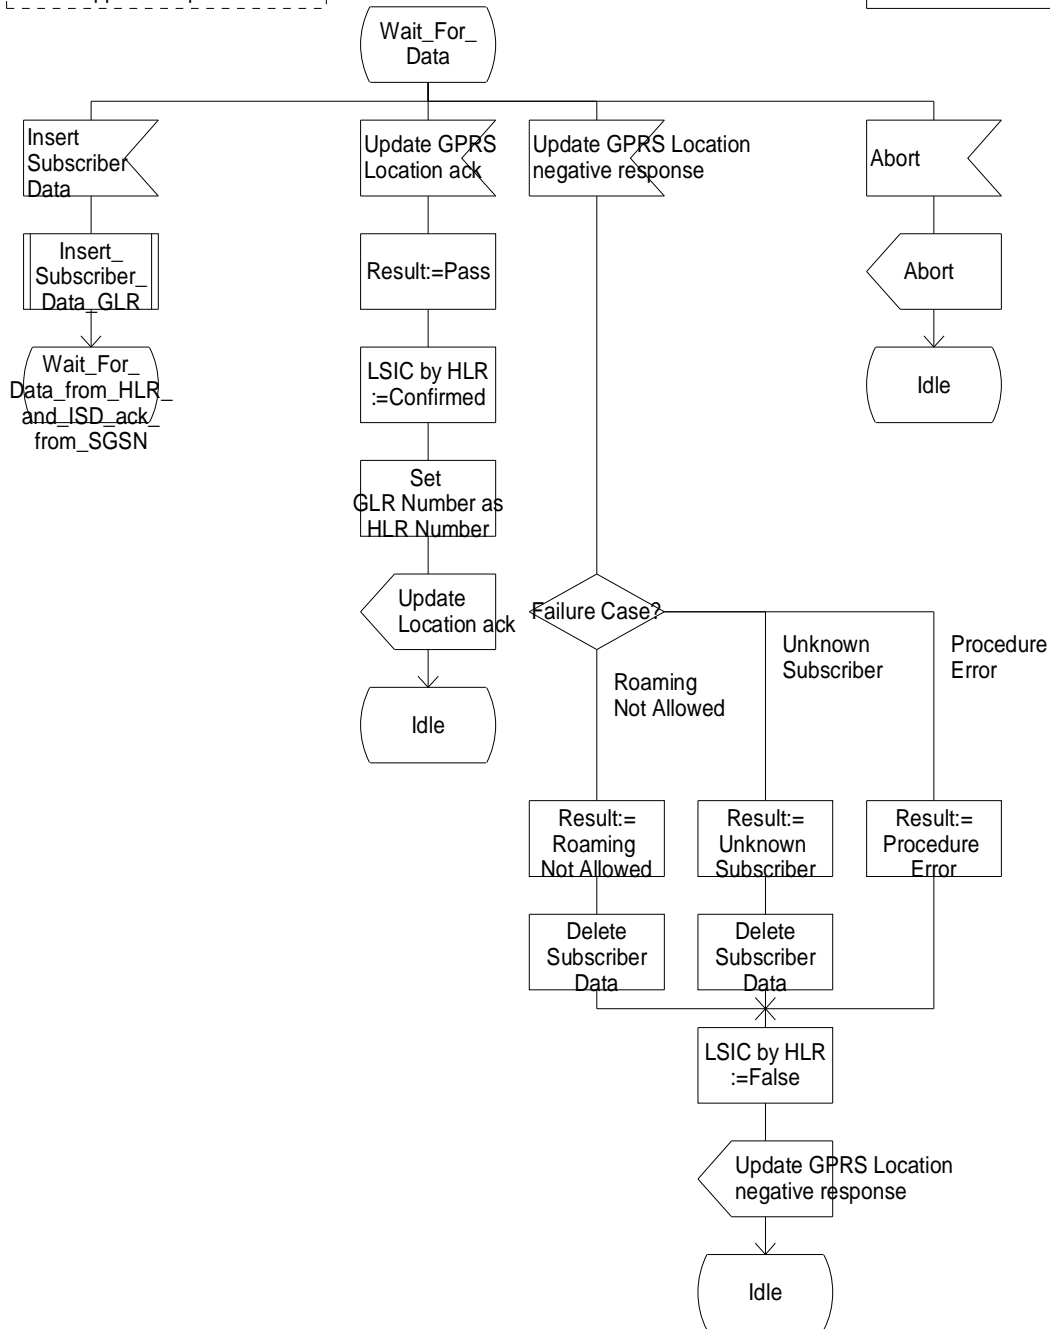 Wait_For_
Data
Insert
Subscriber
Data
Update GPRS
Location ack
Update GPRS Location
negative response
Abort
Insert_
Subscriber_
Data_GLR
Result:=Pass
Abort
Wait_For_
Data_from_HLR_
and_ISD_ack_
from_SGSN
LSIC by HLR
:=Confirmed
Idle
Set
GLR Number as
HLR Number
Update
Location ack
Failure Case?
Unknown
Subscriber
Procedure
Error
Roaming
Not Allowed
Idle
Result:=
Roaming
Not Allowed
Result:=
Unknown
Subscriber
Result:=
Procedure
Error
Delete
Subscriber
Data
Delete
Subscriber
Data
LSIC by HLR
:=False
Update GPRS Location
negative response
Idle